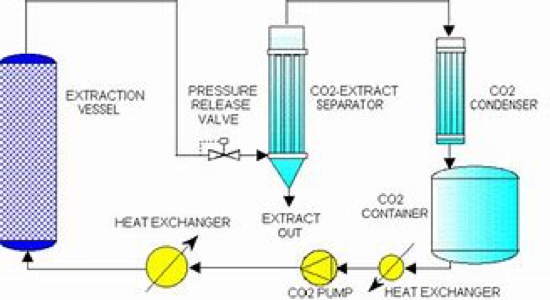 EXTRACTION
VESSEL
PRESSURE
RELEASE
VALVE
CO2-EXTRACT
SEPARATOR
CO2
CONDENSER
EXTRACT
OUT
CO2
CONTAINER
HEAT EXCHANGER
CO2 PUMP
HEAT EXCHANGER